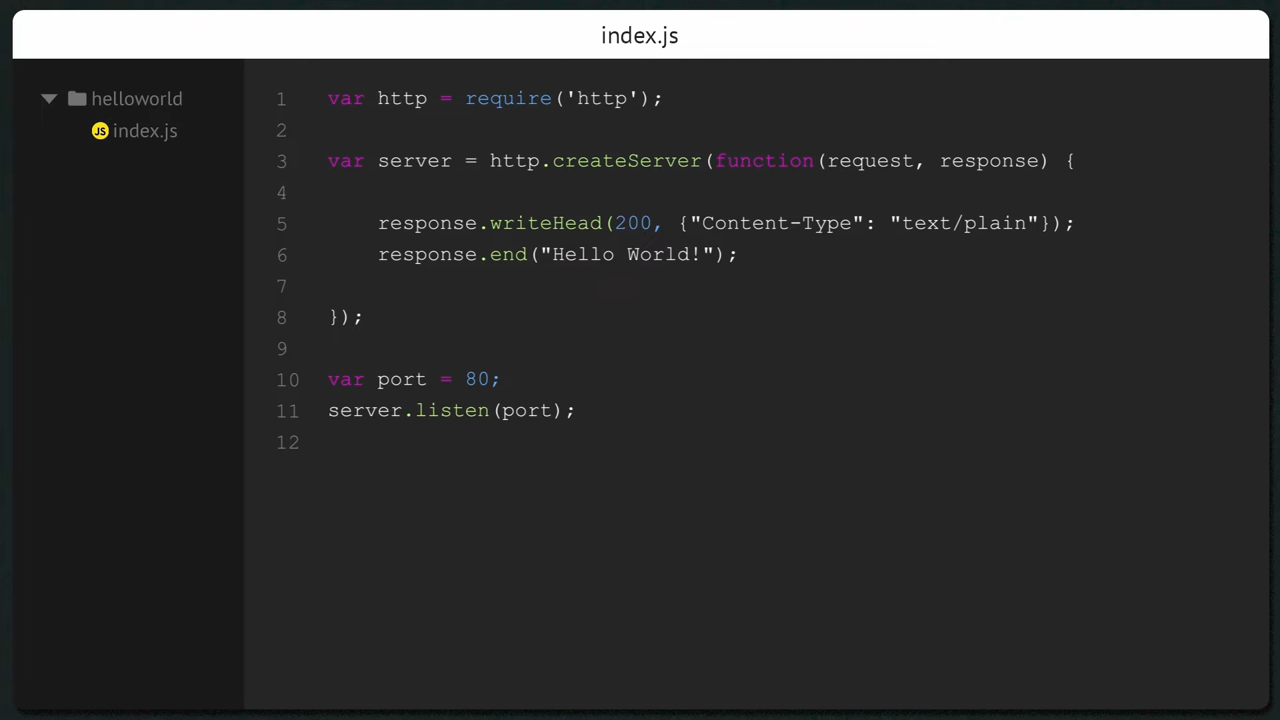 index.js
helloworld
JS index.js
1 var http = require('http');
2
3 var server = http.createServer(function(request, response) {
4
5     response.writeHead(200, {"Content-Type": "text/plain"});
6     response.end("Hello World!");
7
8 });
9
10 var port = 80;
11 server.listen(port);
12